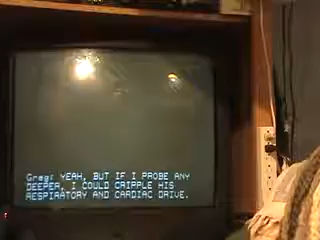 Greg: YEAH, BUT IF I PROBE ANY
DEEPER, I COULD CRIPPLE HIS
RESPIRATORY AND CARDIAC DRIVE.